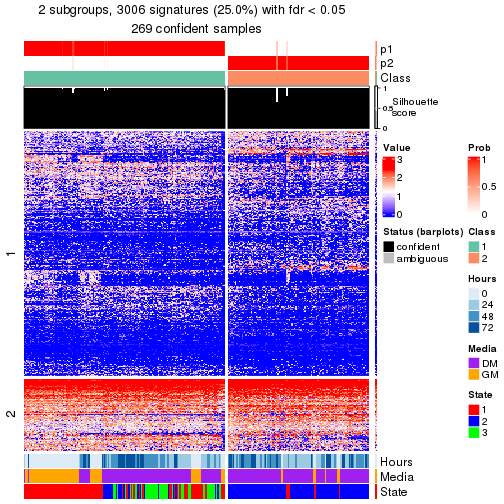 2 subgroups, 3006 signatures (25.0%) with fdr < 0.05
269 confident samples
p1
p2
Class
1
0.5
0
Silhouette
score
1
2
Value
3
2
1
0
Prob
1
0.5
0
Status (barplots)
confident
ambiguous
Class
1
2
Hours
0
24
48
72
Media
DM
GM
State
1
2
3
Hours
Media
State